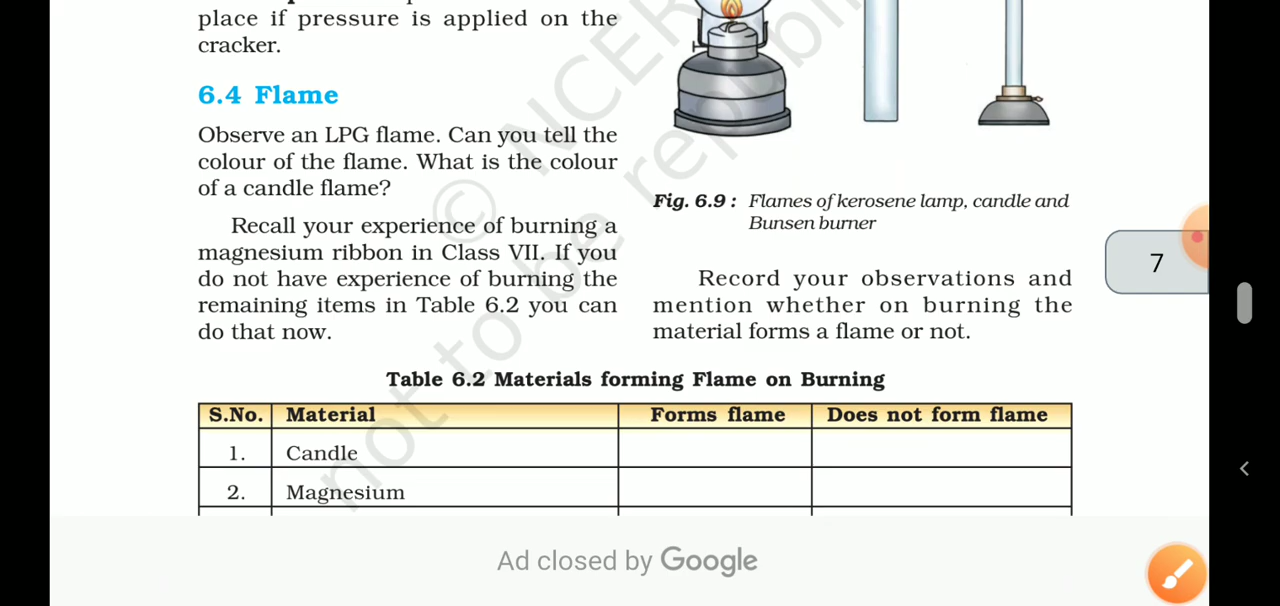 place if pressure is applied on the
cracker.
6.4 Flame
Observe an LPG flame. Can you tell the
colour of the flame. What is the colour
of a candle flame?
Recall your experience of burning a
magnesium ribbon in Class VII. If you
do not have experience of burning the
remaining items in Table 6.2 you can
do that now.
Fig. 6.9 : Flames of kerosene lamp, candle and
Bunsen burner
Record your observations and
mention whether on burning the
material forms a flame or not.
Table 6.2 Materials forming Flame on Burning
S.No. Material Forms flame Does not form flame
1. Candle
2. Magnesium
© NCER
not to be republi
7
Ad closed by Google